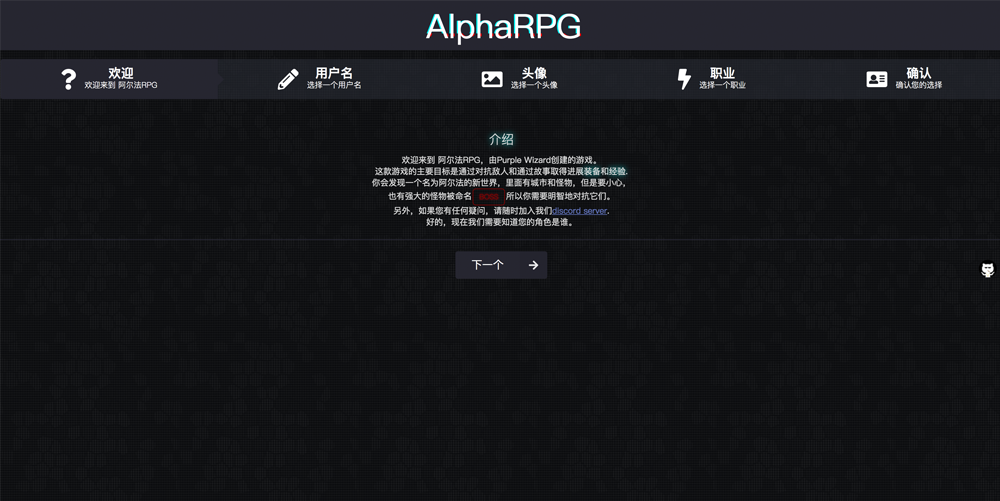 AlphaRPG
欢迎
欢迎来到 阿尔法RPG
用户名
选择一个用户名
头像
选择一个头像
职业
选择一个职业
确认
确认您的选择
介绍
欢迎来到 阿尔法RPG，由Purple Wizard创建的游戏。
这款游戏的主要目标是通过对抗敌人和通过故事取得进展装备和经验.
你会发现一个名为阿尔法的新世界，里面有城市和怪物，但是要小心，
也有强大的怪物被命名 所以你需要明智地对抗它们。
另外，如果您有任何疑问，请随时加入我们discord server.
好的，现在我们需要知道您的角色是谁。
下一个